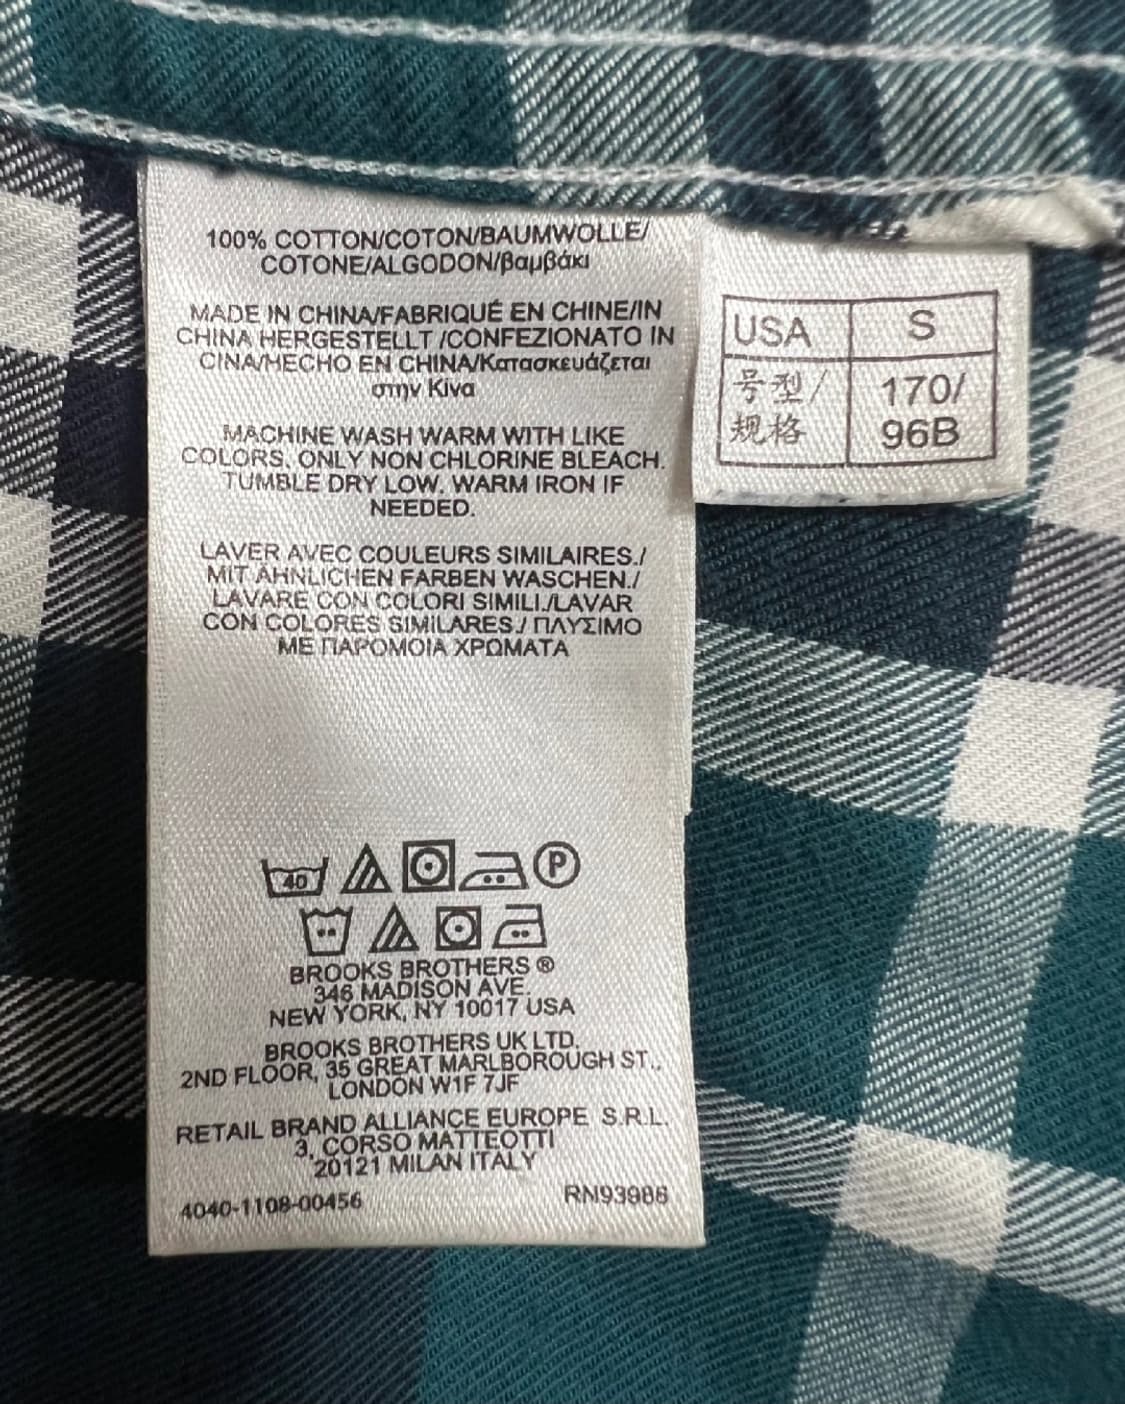 100% COTTON/COTON/BAUMWOLLE/
COTONE/ALGODON/βαμβάκι
MADE IN CHINA/FABRIQUÉ EN CHINE/IN
CHINA HERGESTELLT /CONFEZIONATO IN
CINA/HECHO EN CHINA/Κατασκευάζεται
στην Κίνα
MACHINE WASH WARM WITH LIKE
COLORS. ONLY NON CHLORINE BLEACH.
TUMBLE DRY LOW. WARM IRON IF
NEEDED.
LAVER AVEC COULEURS SIMILAIRES./
MIT ÄHNLICHEN FARBEN WASCHEN./
LAVARE CON COLORI SIMILI./LAVAR
CON COLORES SIMILARES./ ΠΛΥΣΙΜΟ
ΜΕ ΠΑΡΟΜΟΙΑ ΧΡΩΜΑΤΑ
40 P
BROOKS BROTHERS ®
346 MADISON AVE.
NEW YORK, NY 10017 USA
BROOKS BROTHERS UK LTD.
2ND FLOOR, 35 GREAT MARLBOROUGH ST.,
LONDON W1F 7JF
RETAIL BRAND ALLIANCE EUROPE S.R.L.
3, CORSO MATTEOTTI
20121 MILAN ITALY
4040-1108-00456 RN93986
USA S
号型/ 170/
规格 96B